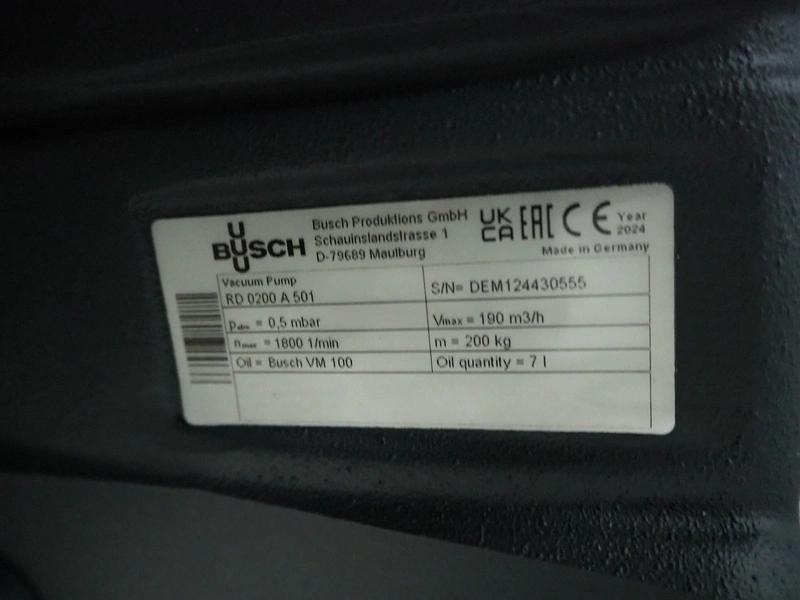 BUSCH
Busch Produktions GmbH
Schauinslandstrasse 1
D-79689 Maulburg
UK CA EAC CE
Year
2024
Made in Germany
Vacuum Pump
RD 0200 A 501
S/N= DEM124430555
pabs = 0,5 mbar
Vmax = 190 m3/h
nmax = 1800 1/min
m = 200 kg
Oil = Busch VM 100
Oil quantity = 7 l